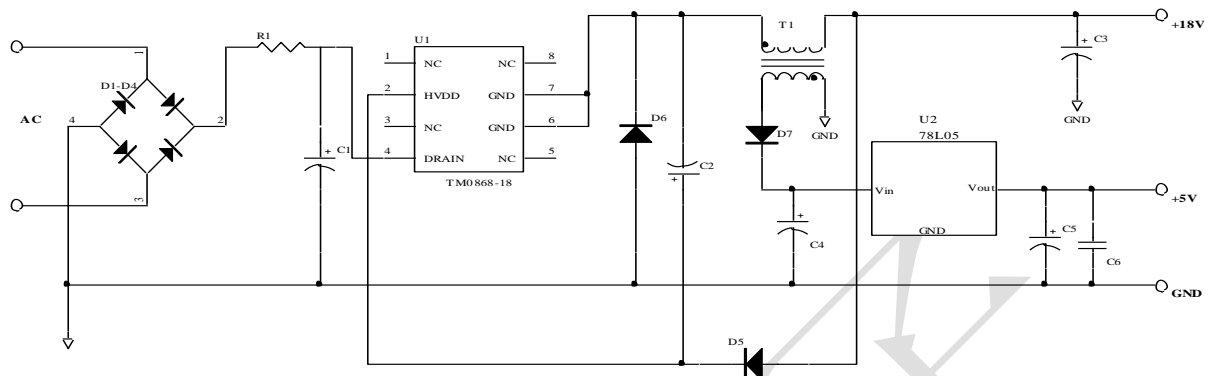 T1
+18V
R1
U1
C3
1
1
NC
NC
8
D1-D4
2
HVDD
GND
7
AC
4
2
3
NC
GND
6
D6
D7
GND
GND
U2
78L05
C1
4
DRAIN
NC
5
TM0868-18
C2
3
Vin
Vout
+5V
GND
C4
C5
C6
GND
D5